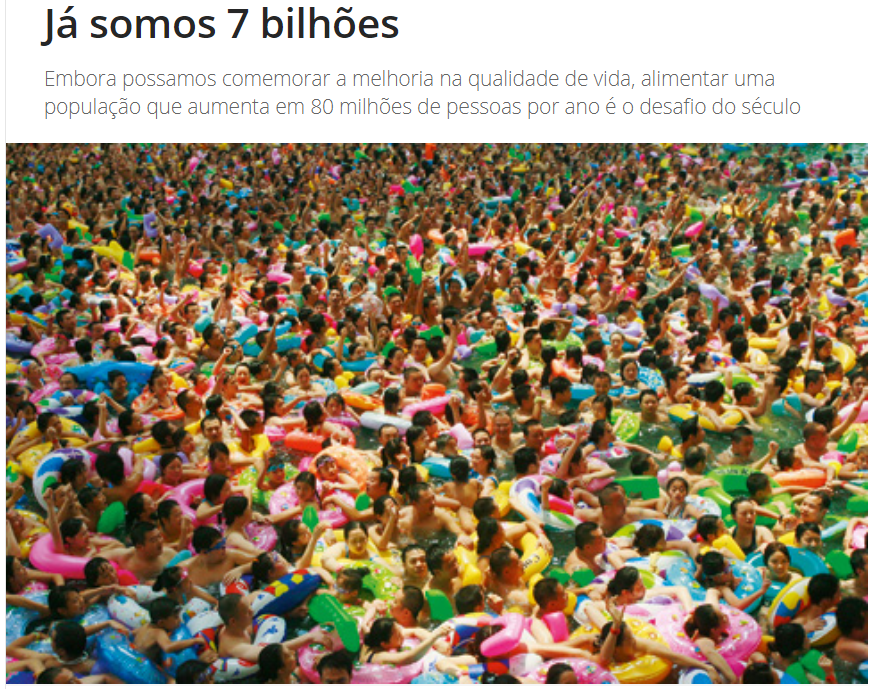 Já somos 7 bilhões
Embora possamos comemorar a melhoria na qualidade de vida, alimentar uma
população que aumenta em 80 milhões de pessoas por ano é o desafio do século